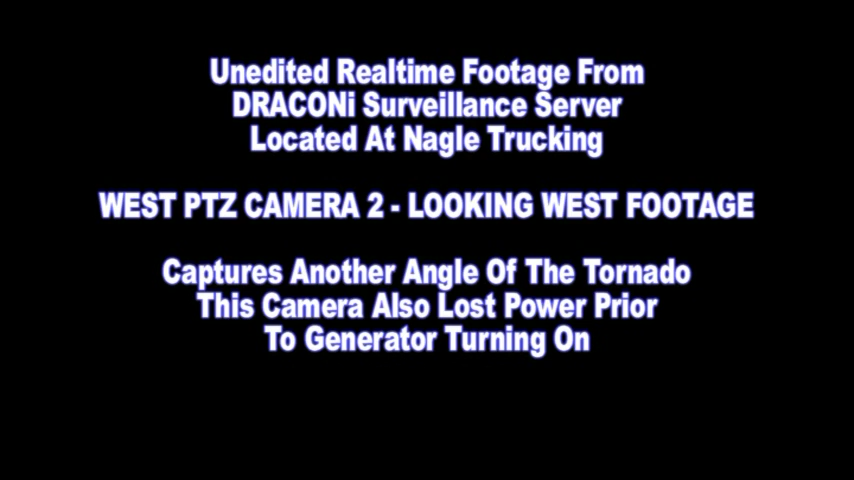 Unedited Realtime Footage From
DRACONi Surveillance Server
Located At Nagle Trucking
WEST PTZ CAMERA 2 - LOOKING WEST FOOTAGE
Captures Another Angle Of The Tornado
This Camera Also Lost Power Prior
To Generator Turning On